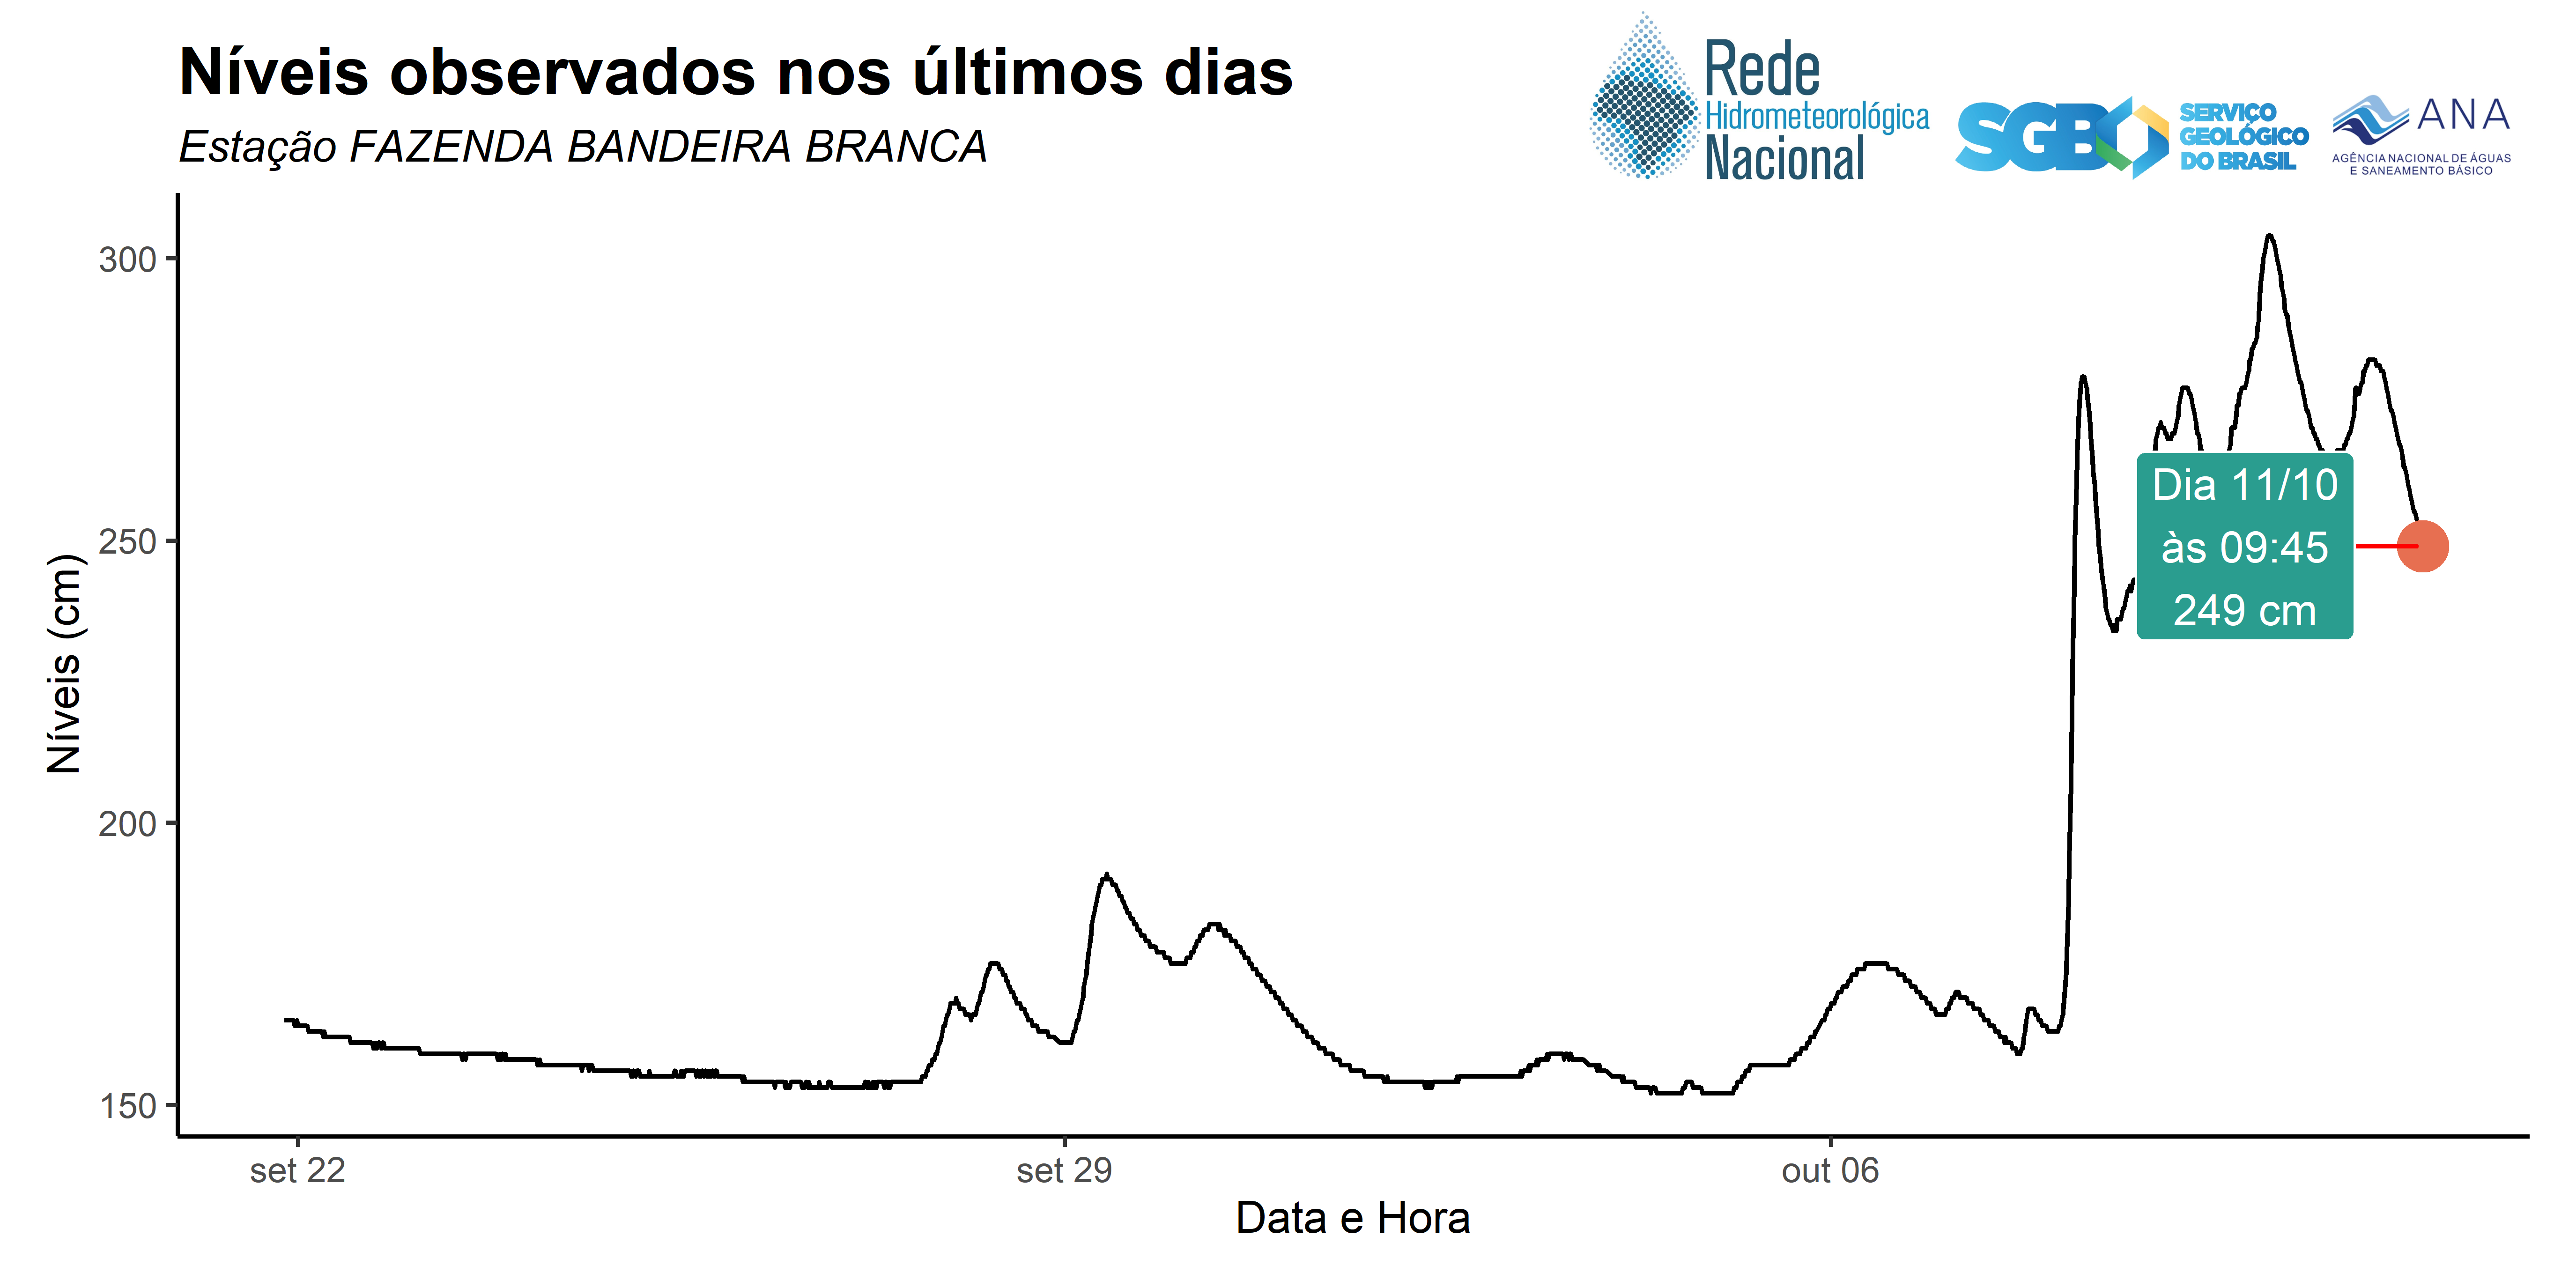 Níveis observados nos últimos dias
Estação FAZENDA BANDEIRA BRANCA
Rede
Hidrometeorológica
Nacional
SGB
SERVIÇO
GEOLÓGICO
DO BRASIL
ANA
AGÊNCIA NACIONAL DE ÁGUAS
E SANEAMENTO BÁSICO
Níveis (cm)
300
250
200
150
Dia 11/10
às 09:45
249 cm
set 22
set 29
out 06
Data e Hora